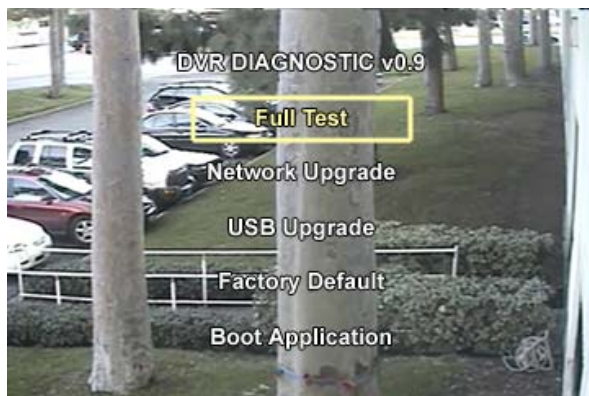 DVR DIAGNOSTIC v0.9
Full Test
Network Upgrade
USB Upgrade
Factory Default
Boot Application